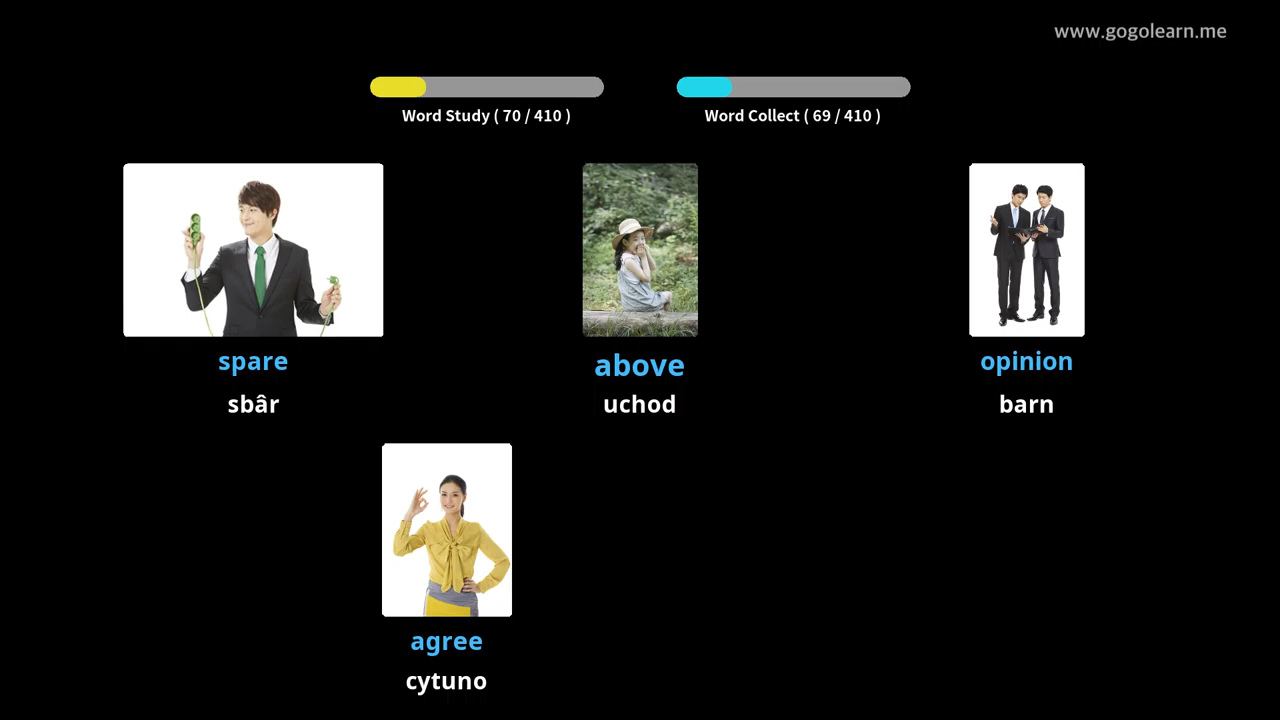 www.gogolearn.me
Word Study ( 70 / 410 )
Word Collect ( 69 / 410 )
spare
sbâr
above
uchod
opinion
barn
agree
cytuno